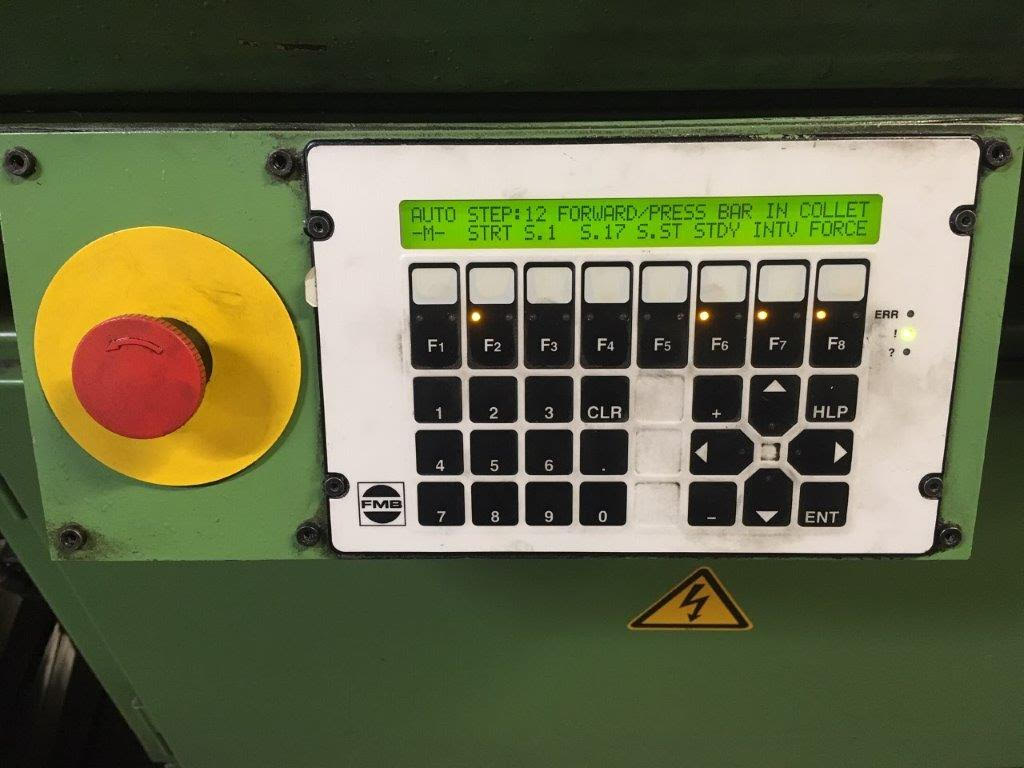 AUTO STEP:12 FORWARD/PRESS BAR IN COLLET
-M- STRT S.1 S.17 S.ST STDY INTV FORCE
F1 F2 F3 F4 F5 F6 F7 F8
ERR
!
?
1 2 3 CLR + HLP
4 5 6 .
7 8 9 0 - ENT
FMB